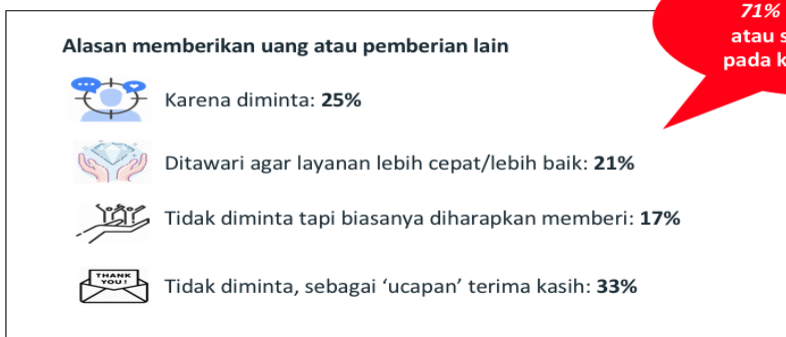 71%
atau
pada
Alasan memberikan uang atau pemberian lain
Karena diminta: 25%
Ditawari agar layanan lebih cepat/lebih baik: 21%
Tidak diminta tapi biasanya diharapkan memberi: 17%
THANK
YOU!
Tidak diminta, sebagai ‘ucapan’ terima kasih: 33%